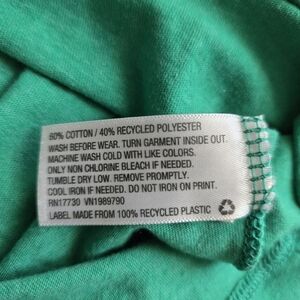 60% COTTON / 40% RECYCLED POLYESTER
WASH BEFORE WEAR. TURN GARMENT INSIDE OUT.
MACHINE WASH COLD WITH LIKE COLORS.
ONLY NON CHLORINE BLEACH IF NEEDED.
TUMBLE DRY LOW. REMOVE PROMPTLY.
COOL IRON IF NEEDED. DO NOT IRON ON PRINT.
RN17730 VN1989790
LABEL MADE FROM 100% RECYCLED PLASTIC